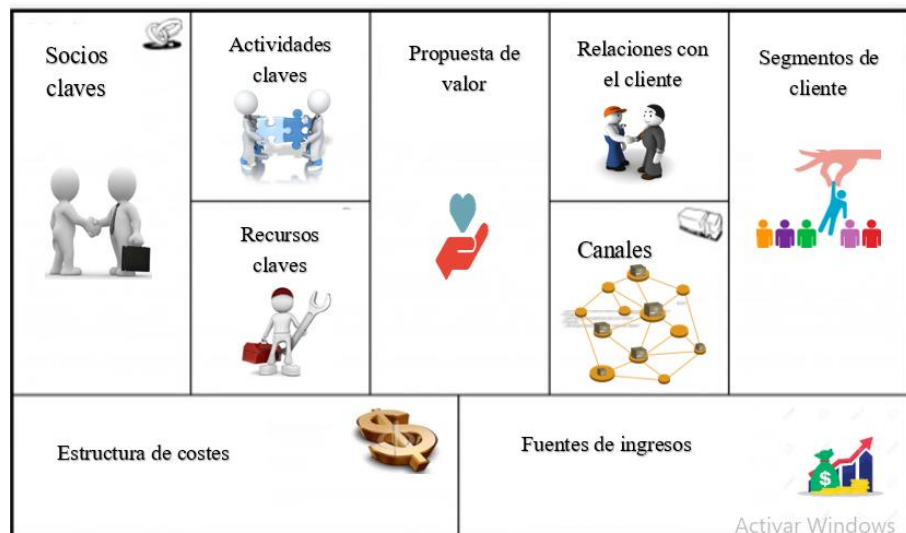 Socios
claves
Actividades
claves
Recursos
claves
Propuesta de
valor
Relaciones con
el cliente
Canales
Segmentos de
cliente
Estructura de costes
Fuentes de ingresos
Activar Windows